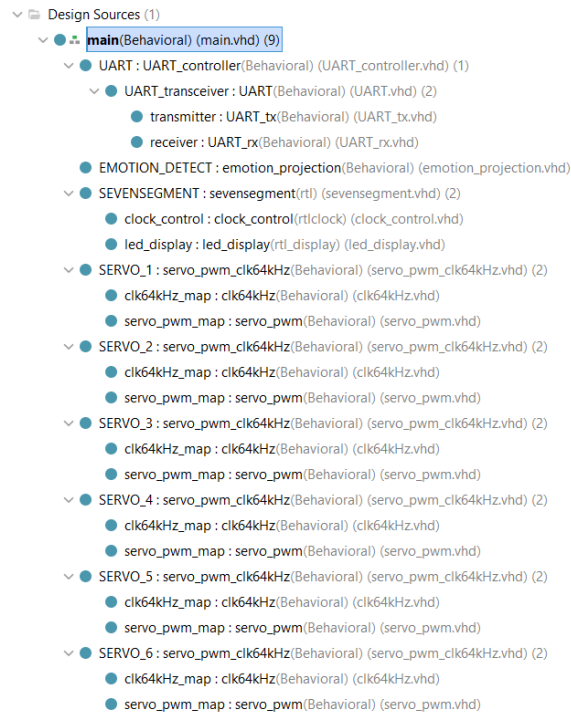 Design Sources (1)
main(Behavioral) (main.vhd) (9)
UART : UART_controller(Behavioral) (UART_controller.vhd) (1)
UART_transceiver : UART(Behavioral) (UART.vhd) (2)
transmitter : UART_tx(Behavioral) (UART_tx.vhd)
receiver : UART_rx(Behavioral) (UART_rx.vhd)
EMOTION_DETECT : emotion_projection(Behavioral) (emotion_projection.vhd)
SEVENSEGMENT : sevensegment(rtl) (sevensegment.vhd) (2)
clock_control : clock_control(rtlclock) (clock_control.vhd)
led_display : led_display(rtl_display) (led_display.vhd)
SERVO_1 : servo_pwm_clk64kHz(Behavioral) (servo_pwm_clk64kHz.vhd) (2)
clk64kHz_map : clk64kHz(Behavioral) (clk64kHz.vhd)
servo_pwm_map : servo_pwm(Behavioral) (servo_pwm.vhd)
SERVO_2 : servo_pwm_clk64kHz(Behavioral) (servo_pwm_clk64kHz.vhd) (2)
clk64kHz_map : clk64kHz(Behavioral) (clk64kHz.vhd)
servo_pwm_map : servo_pwm(Behavioral) (servo_pwm.vhd)
SERVO_3 : servo_pwm_clk64kHz(Behavioral) (servo_pwm_clk64kHz.vhd) (2)
clk64kHz_map : clk64kHz(Behavioral) (clk64kHz.vhd)
servo_pwm_map : servo_pwm(Behavioral) (servo_pwm.vhd)
SERVO_4 : servo_pwm_clk64kHz(Behavioral) (servo_pwm_clk64kHz.vhd) (2)
clk64kHz_map : clk64kHz(Behavioral) (clk64kHz.vhd)
servo_pwm_map : servo_pwm(Behavioral) (servo_pwm.vhd)
SERVO_5 : servo_pwm_clk64kHz(Behavioral) (servo_pwm_clk64kHz.vhd) (2)
clk64kHz_map : clk64kHz(Behavioral) (clk64kHz.vhd)
servo_pwm_map : servo_pwm(Behavioral) (servo_pwm.vhd)
SERVO_6 : servo_pwm_clk64kHz(Behavioral) (servo_pwm_clk64kHz.vhd) (2)
clk64kHz_map : clk64kHz(Behavioral) (clk64kHz.vhd)
servo_pwm_map : servo_pwm(Behavioral) (servo_pwm.vhd)